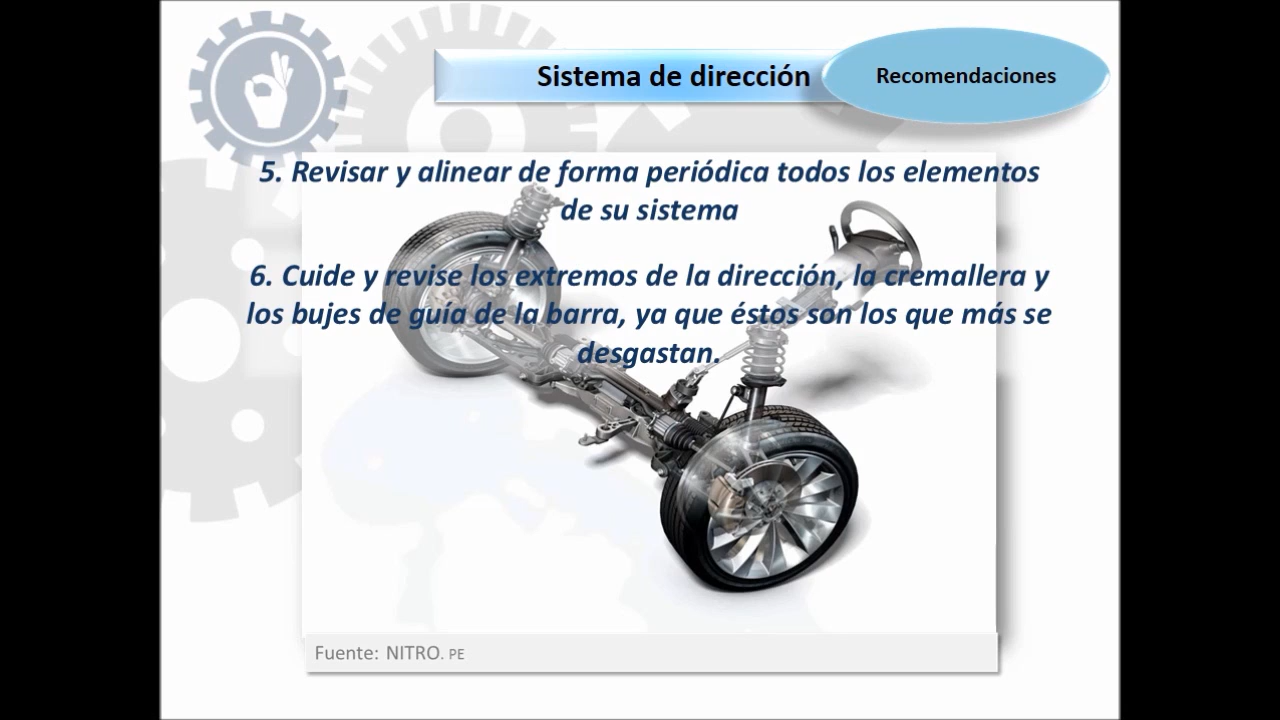 Sistema de dirección
Recomendaciones
5. Revisar y alinear de forma periódica todos los elementos
de su sistema
6. Cuide y revise los extremos de la dirección, la cremallera y
los bujes de guía de la barra, ya que éstos son los que más se
desgastan.
Fuente: NITRO. PE